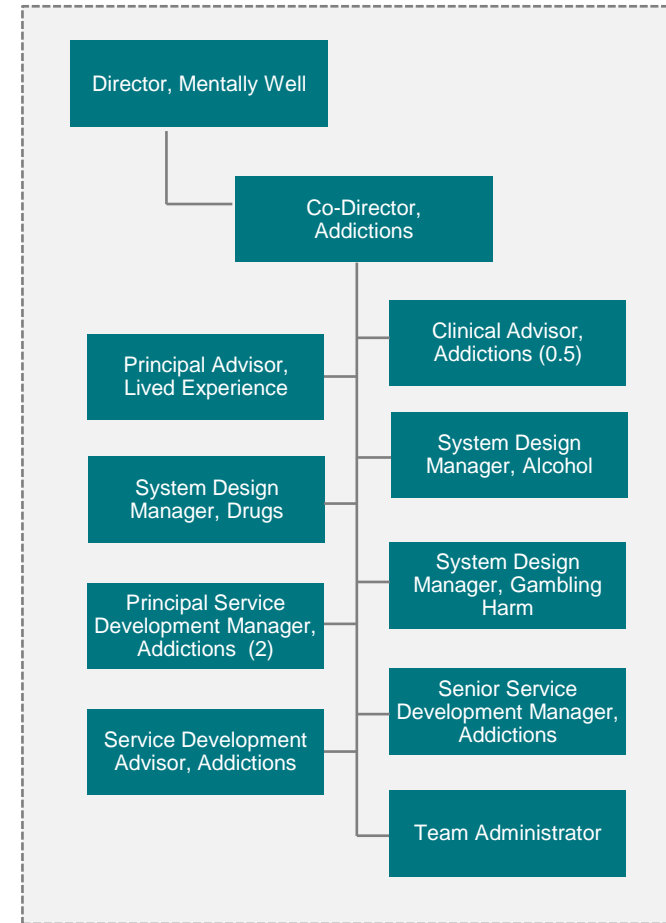 Director, Mentally Well
Co-Director,
Addictions
Clinical Advisor,
Addictions (0.5)
Principal Advisor,
Lived Experience
System Design
Manager, Alcohol
System Design
Manager, Drugs
System Design
Manager, Gambling
Harm
Principal Service
Development Manager,
Addictions (2)
Senior Service
Development Manager,
Addictions
Service Development
Advisor, Addictions
Team Administrator